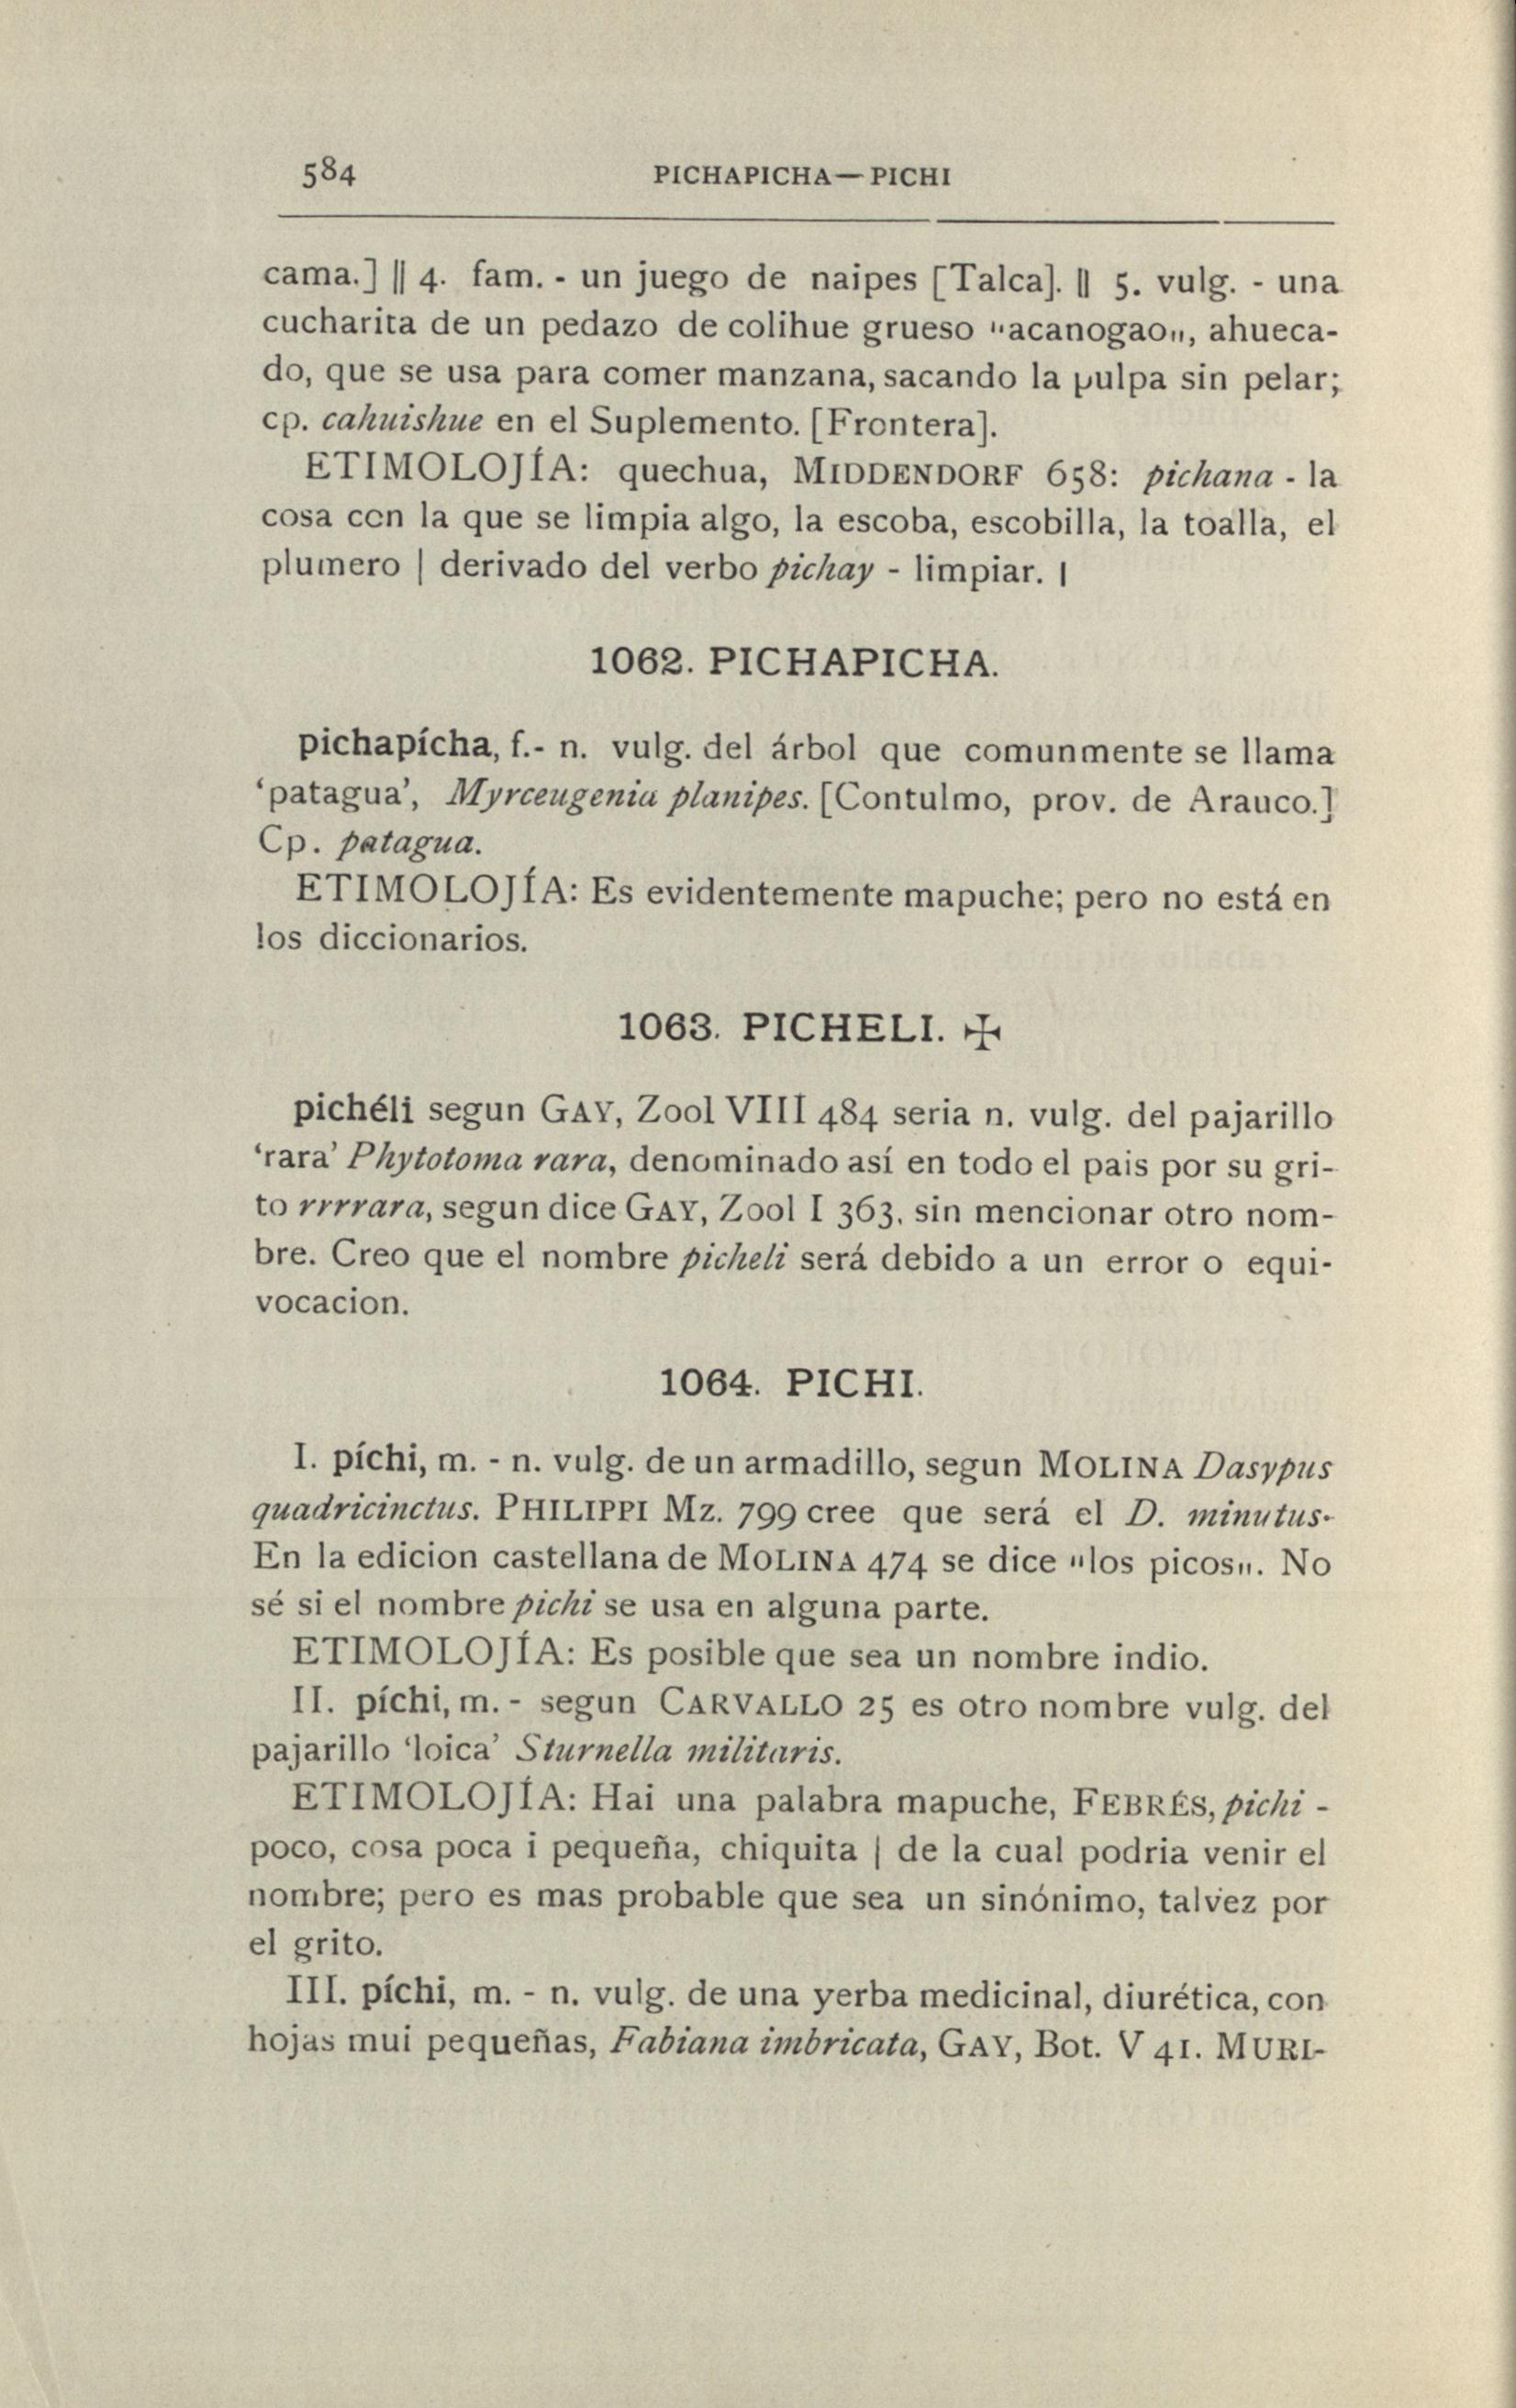 584
PICHAPICHA—PICHI
cama.] || 4. fam. - un juego de naipes [Talca]. || 5. vulg. - una
cucharita de un pedazo de colihue grueso "acanogao„, ahueca-
do, que se usa para comer manzana, sacando la pulpa sin pelar;
cp. cahuishue en el Suplemento. [Frontera].
ETIMOLOJÍA: quechua, MIDDENDORF 658: pichana - la
cosa con la que se limpia algo, la escoba, escobilla, la toalla, el
plumero | derivado del verbo pichay - limpiar. |
1062. PICHAPICHA.
pichapícha, f.- n. vulg. del árbol que comunmente se llama
‘patagua’, Myrceugenia planipes. [Contulmo, prov. de Arauco.]
Cp. patagua.
ETIMOLOJÍA: Es evidentemente mapuche; pero no está en
los diccionarios.
1063. PICHELI. ✠
pichéli segun GAY, Zool VIII 484 seria n. vulg. del pajarillo
‘rara’ Phytotoma rara, denominado así en todo el pais por su gri-
to rrrrara, segun dice GAY, Zool I 363, sin mencionar otro nom-
bre. Creo que el nombre picheli será debido a un error o equi-
vocacion.
1064. PICHI.
I. píchi, m. - n. vulg. de un armadillo, segun MOLINA Dasypus
quadricinctus. PHILIPPI Mz. 799 cree que será el D. minutus.
En la edicion castellana de MOLINA 474 se dice "los picos„. No
sé si el nombre pichi se usa en alguna parte.
ETIMOLOJÍA: Es posible que sea un nombre indio.
II. píchi, m. - segun CARVALLO 25 es otro nombre vulg. del
pajarillo ‘loica’ Sturnella militaris.
ETIMOLOJÍA: Hai una palabra mapuche, FEBRÉS, pichi -
poco, cosa poca i pequeña, chiquita | de la cual podria venir el
nombre; pero es mas probable que sea un sinónimo, talvez por
el grito.
III. píchi, m. - n. vulg. de una yerba medicinal, diurética, con
hojas mui pequeñas, Fabiana imbricata, GAY, Bot. V 41. MURI-